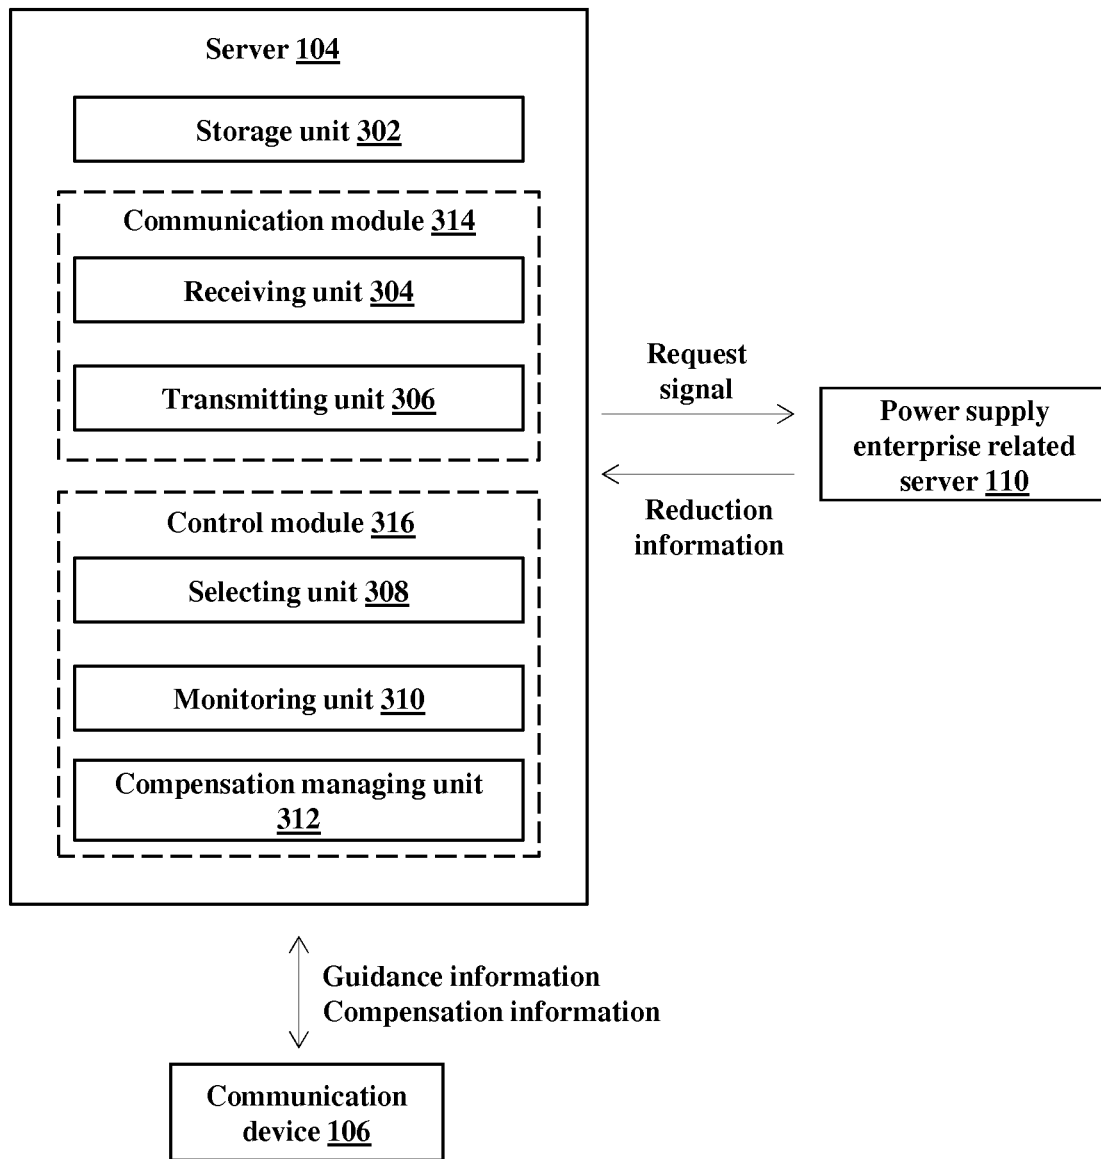 Server 104
Storage unit 302
Communication module 314
Receiving unit 304
Transmitting unit 306
Control module 316
Selecting unit 308
Monitoring unit 310
Compensation managing unit
312
Request
signal
Reduction
information
Power supply
enterprise related
server 110
Guidance information
Compensation information
Communication
device 106